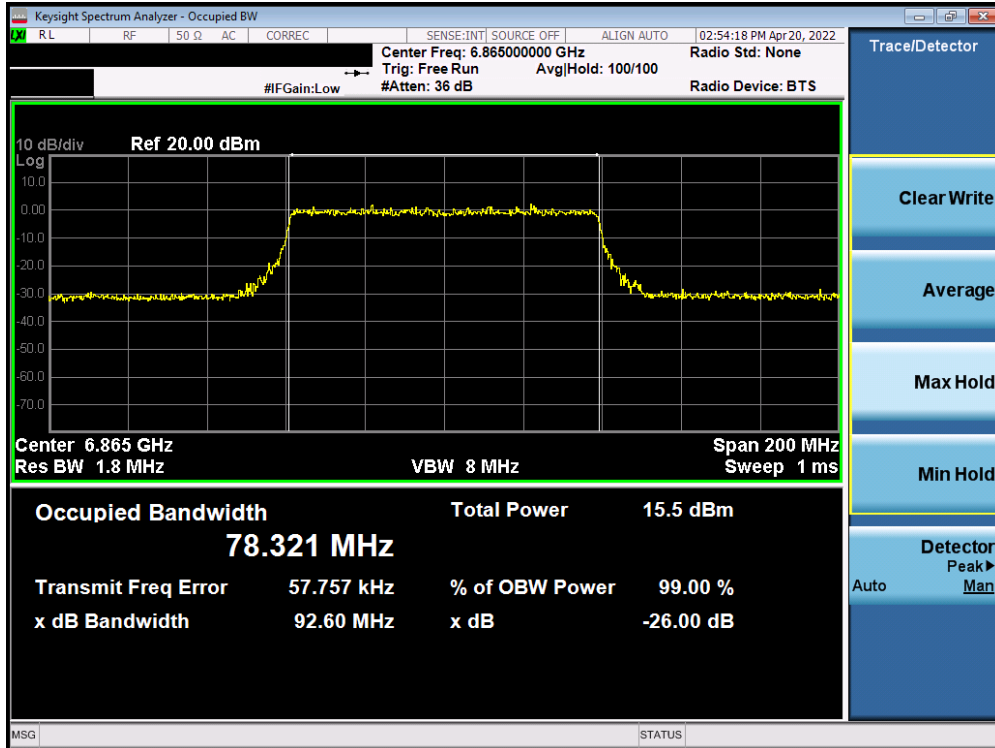 Keysight Spectrum Analyzer - Occupied BW
LXI RL RF 50 Ω AC CORREC SENSE:INT SOURCE OFF ALIGN AUTO 02:54:18 PM Apr 20, 2022
Center Freq: 6.865000000 GHz Radio Std: None
Trig: Free Run Avg|Hold: 100/100
#IFGain:Low #Atten: 36 dB Radio Device: BTS
10 dB/div Ref 20.00 dBm
Log
10.0
0.00
-10.0
-20.0
-30.0
-40.0
-50.0
-60.0
-70.0
Center 6.865 GHz Span 200 MHz
Res BW 1.8 MHz VBW 8 MHz Sweep 1 ms
Occupied Bandwidth Total Power 15.5 dBm
78.321 MHz
Transmit Freq Error 57.757 kHz % of OBW Power 99.00 %
x dB Bandwidth 92.60 MHz x dB -26.00 dB
MSG STATUS
Trace/Detector
Clear Write
Average
Max Hold
Min Hold
Detector
Peak▶
Auto Man